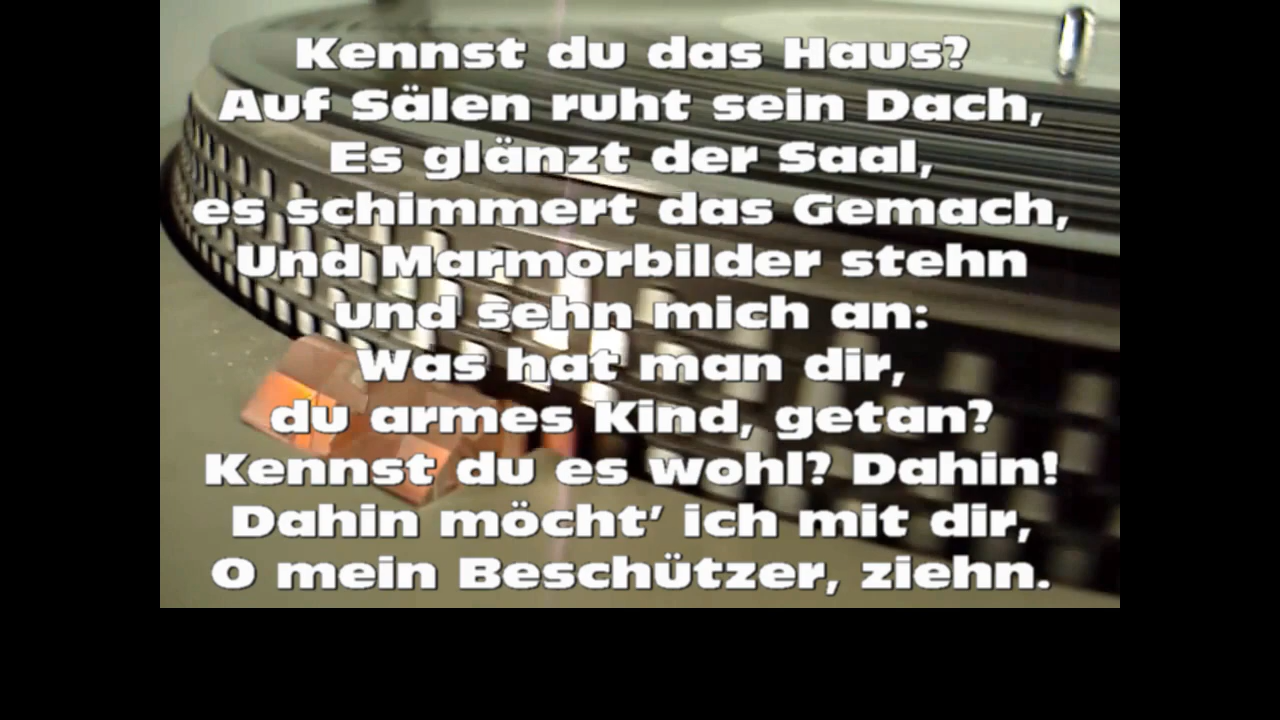 Kennst du das Haus?
Auf Sälen ruht sein Dach,
Es glänzt der Saal,
es schimmert das Gemach,
Und Marmorbilder stehn
und sehn mich an:
Was hat man dir,
du armes Kind, getan?
Kennst du es wohl? Dahin!
Dahin möcht’ ich mit dir,
O mein Beschützer, ziehn.